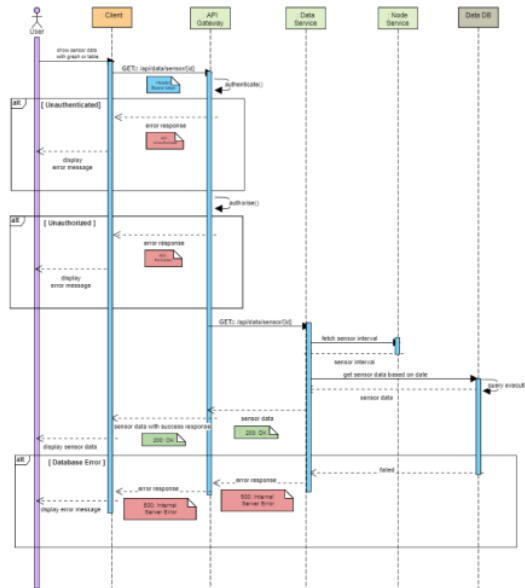 User
: Client
: API
Gateway
: Data
Service
: Node
Service
Data DB
show sensor data
with graph or table
GET:: /api/data/sensor/[id]
authenticate()
alt
[ Unauthenticated]
error response
display
error message
authorise()
alt
[ Unauthorized ]
error response
display
error message
GET:: /api/data/sensor/[id]
fetch sensor interval
sensor interval
get sensor data based on date
query execution
sensor data
sensor data
200: OK
sensor data with success response
200: OK
display sensor data
alt
[ Database Error ]
failed
error response
500: Internal
Server Error
error response
500: Internal
Server Error
display error message